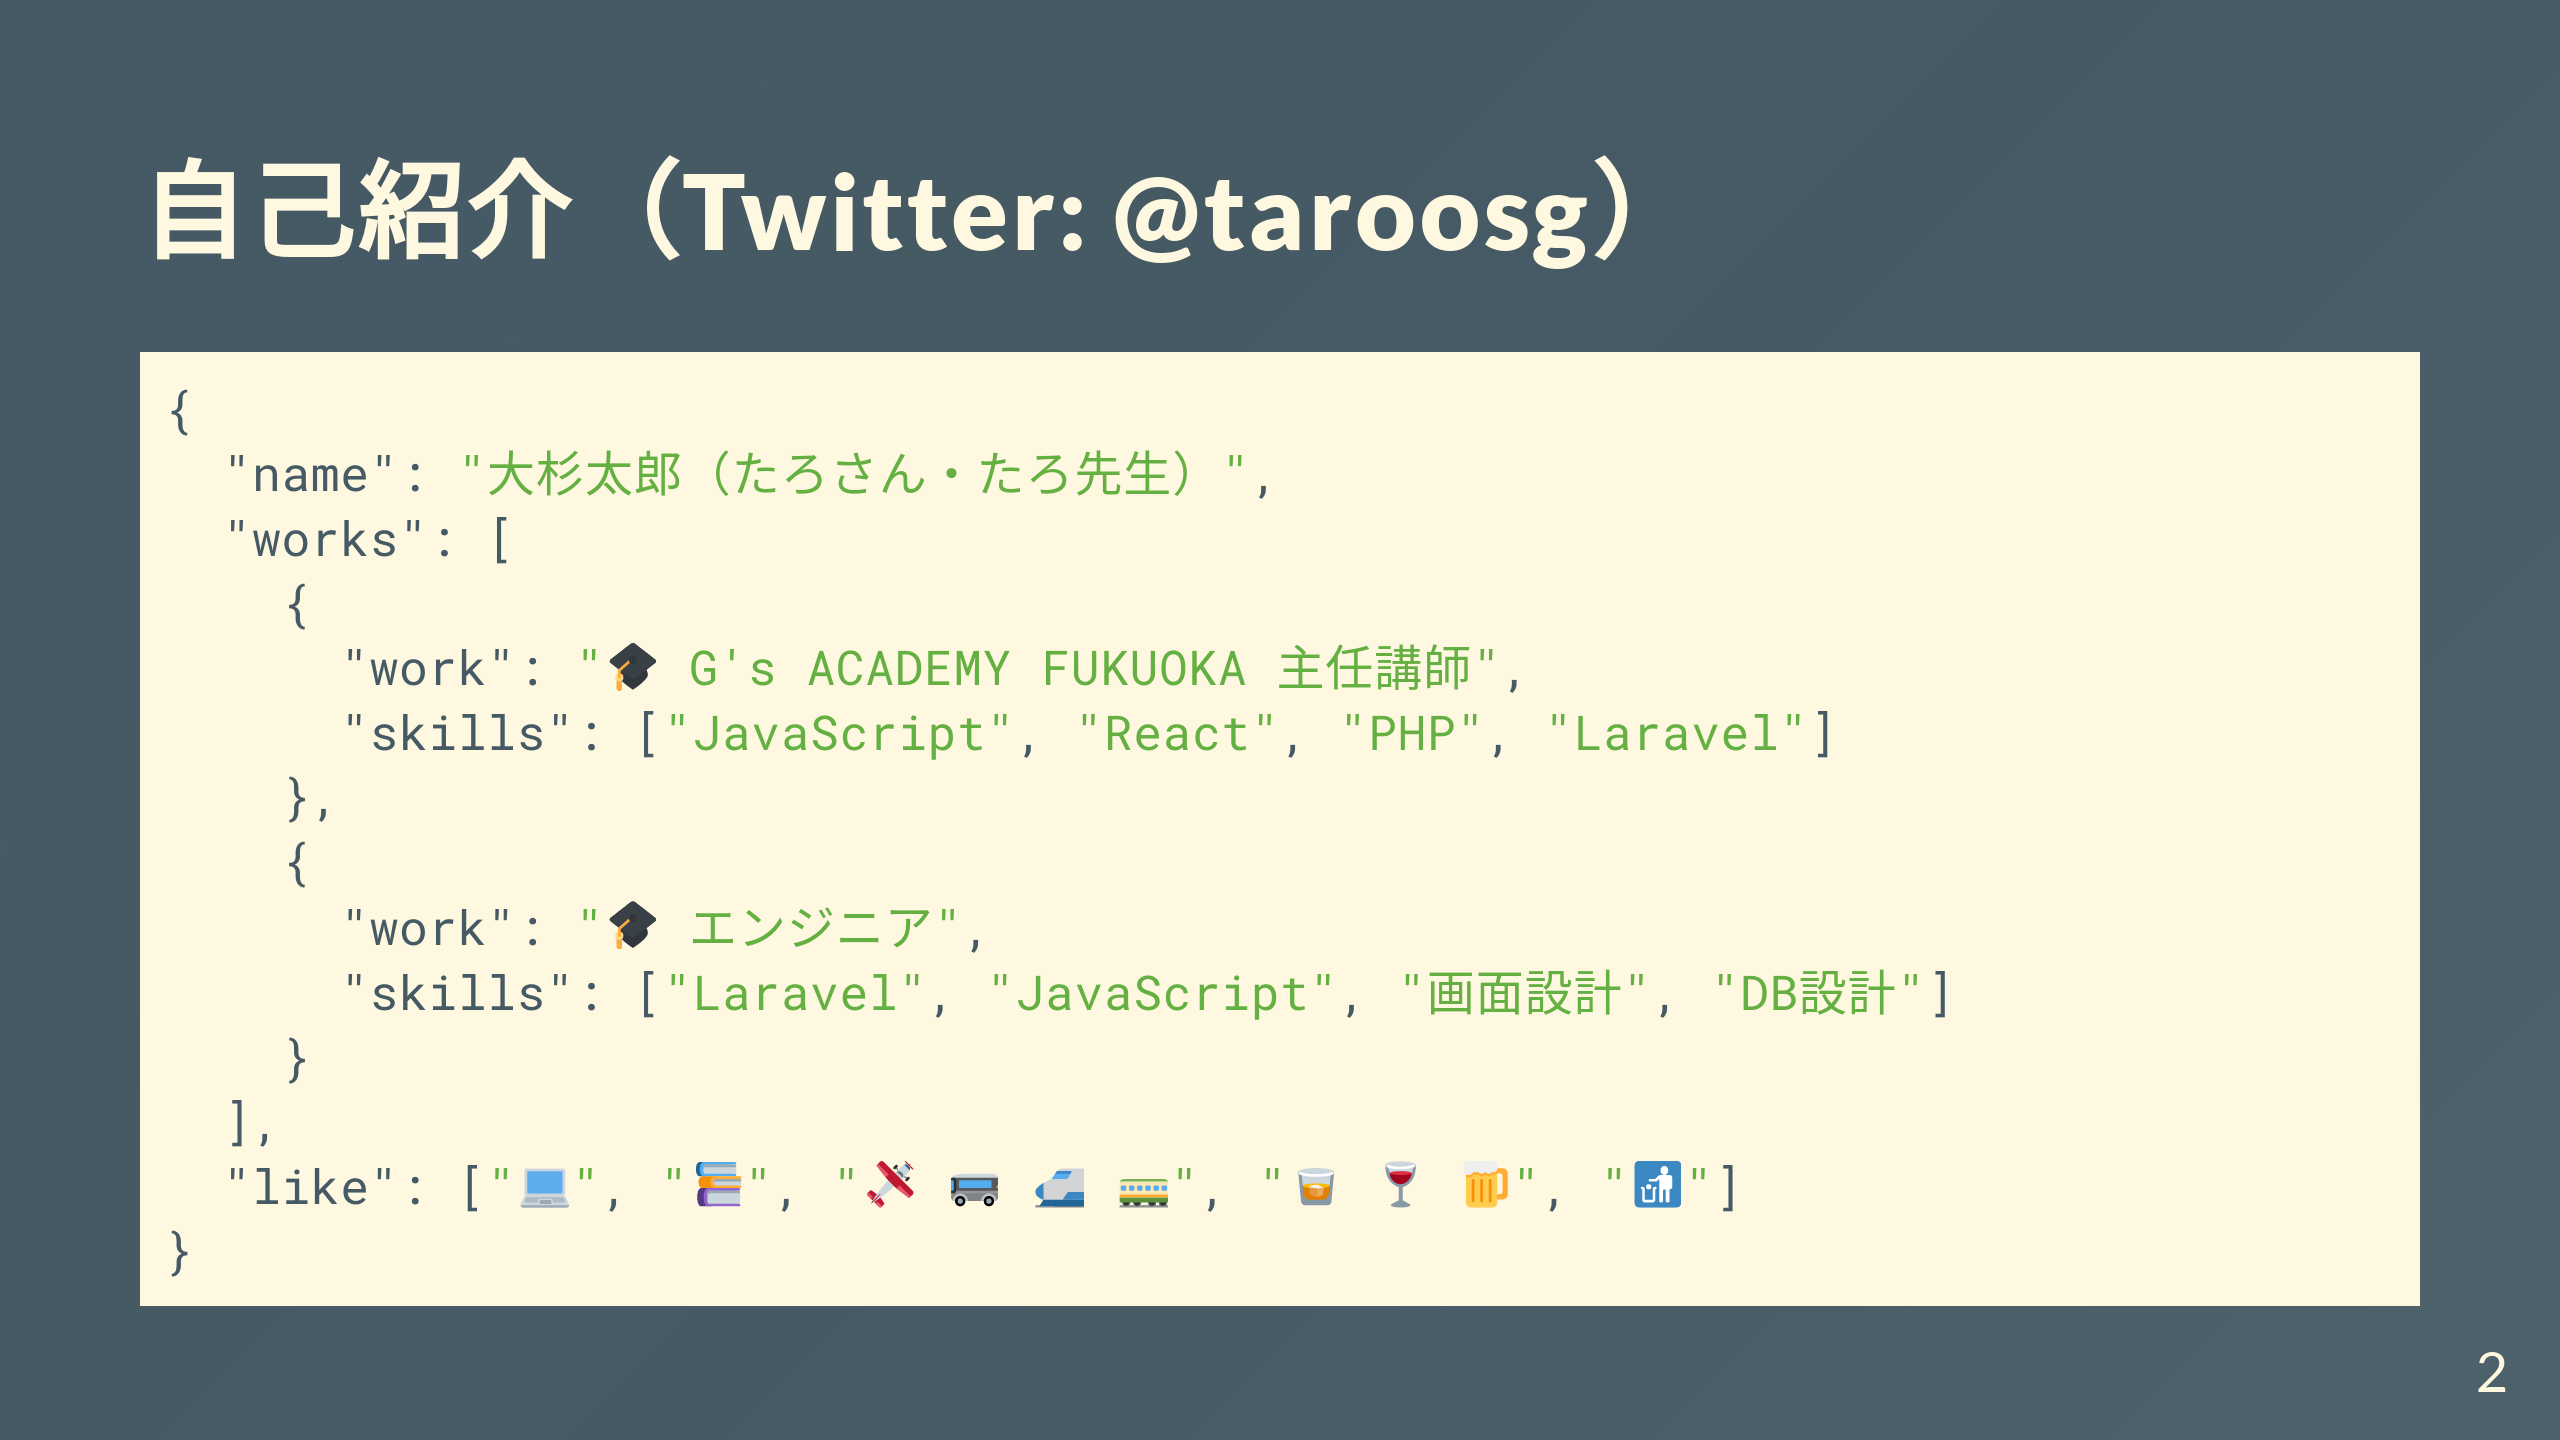 自己紹介（Twitter: @taroosg）
{
  "name": "大杉太郎（たろさん・たろ先生）",
  "works": [
    {
      "work": "🎓 G's ACADEMY FUKUOKA 主任講師",
      "skills": ["JavaScript", "React", "PHP", "Laravel"]
    },
    {
      "work": "🎓 エンジニア",
      "skills": ["Laravel", "JavaScript", "画面設計", "DB設計"]
    }
  ],
  "like": ["💻", "📚", "🛩 🚌 🚅 🚃", "🥃 🍷 🍺", "🚮"]
}
2